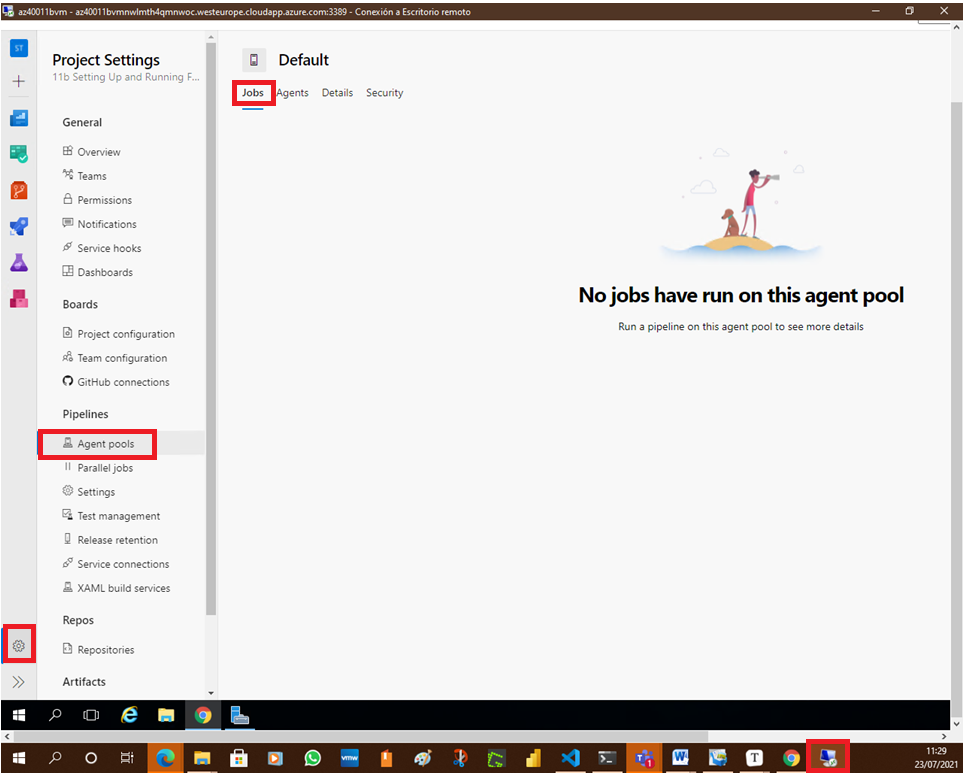 az40011bvm - az40011bvmnwlmth4qmnwoc.westeurope.cloudapp.azure.com:3389 - Conexión a Escritorio remoto
ST
Project Settings
11b Setting Up and Running F...
General
Overview
Teams
Permissions
Notifications
Service hooks
Dashboards
Boards
Project configuration
Team configuration
GitHub connections
Pipelines
Agent pools
Parallel jobs
Settings
Test management
Release retention
Service connections
XAML build services
Repos
Repositories
Artifacts
Default
Jobs Agents Details Security
No jobs have run on this agent pool
Run a pipeline on this agent pool to see more details
vmw
T
1
W
T
11:29
23/07/2021